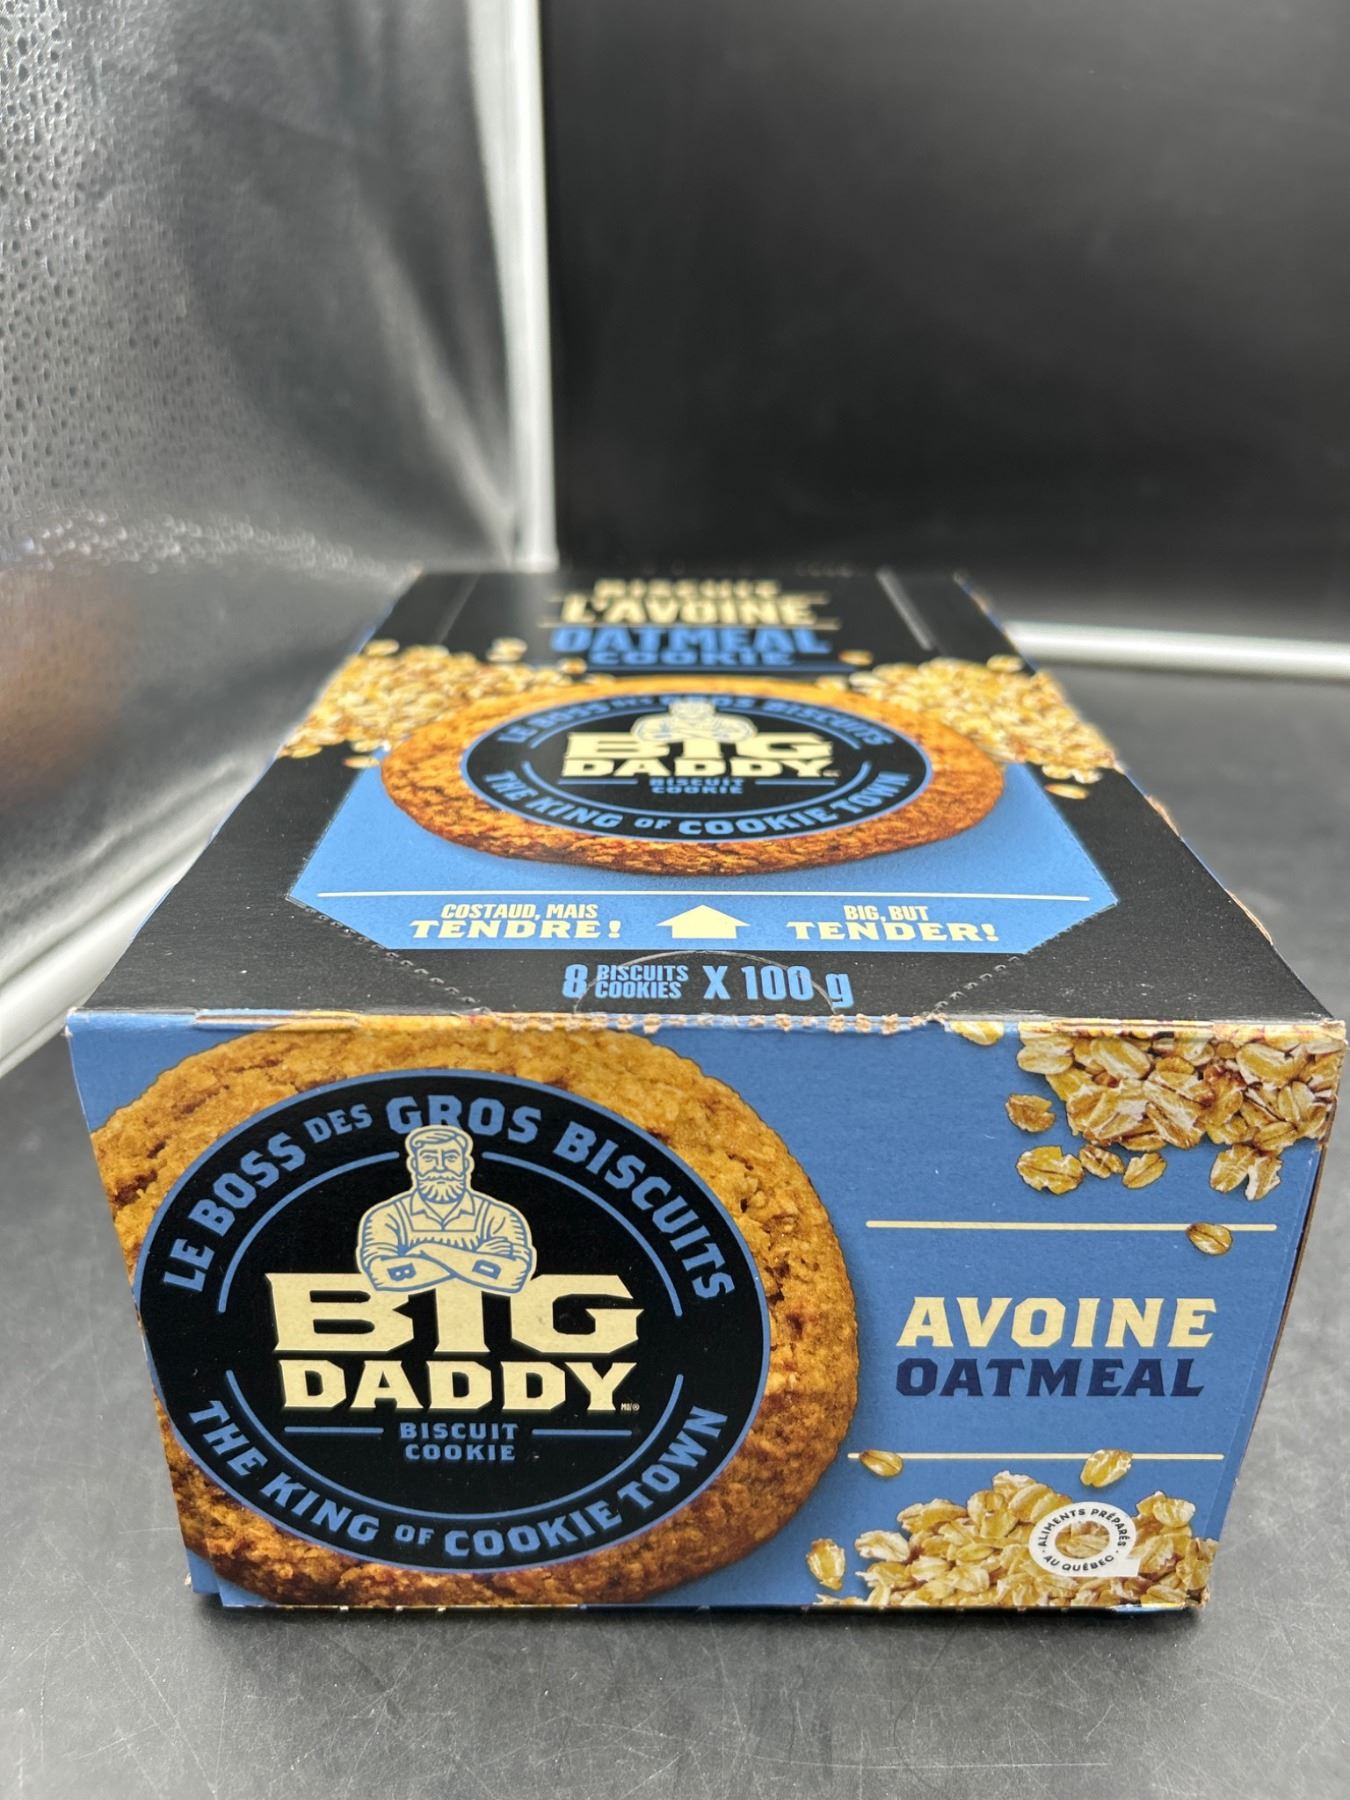 BISCUIT
L'AVOINE
OATMEAL
COOKIE
LE BOSS DES GROS BISCUITS
BIG
DADDY
BISCUIT
COOKIE
THE KING OF COOKIE TOWN
COSTAUD, MAIS
TENDRE!
BIG, BUT
TENDER!
8 BISCUITS COOKIES X 100 g
LE BOSS DES GROS BISCUITS
B D
BIG
DADDY
BISCUIT
COOKIE
THE KING OF COOKIE TOWN
AVOINE
OATMEAL
ALIMENTS PRÉPARÉS
AU QUÉBEC